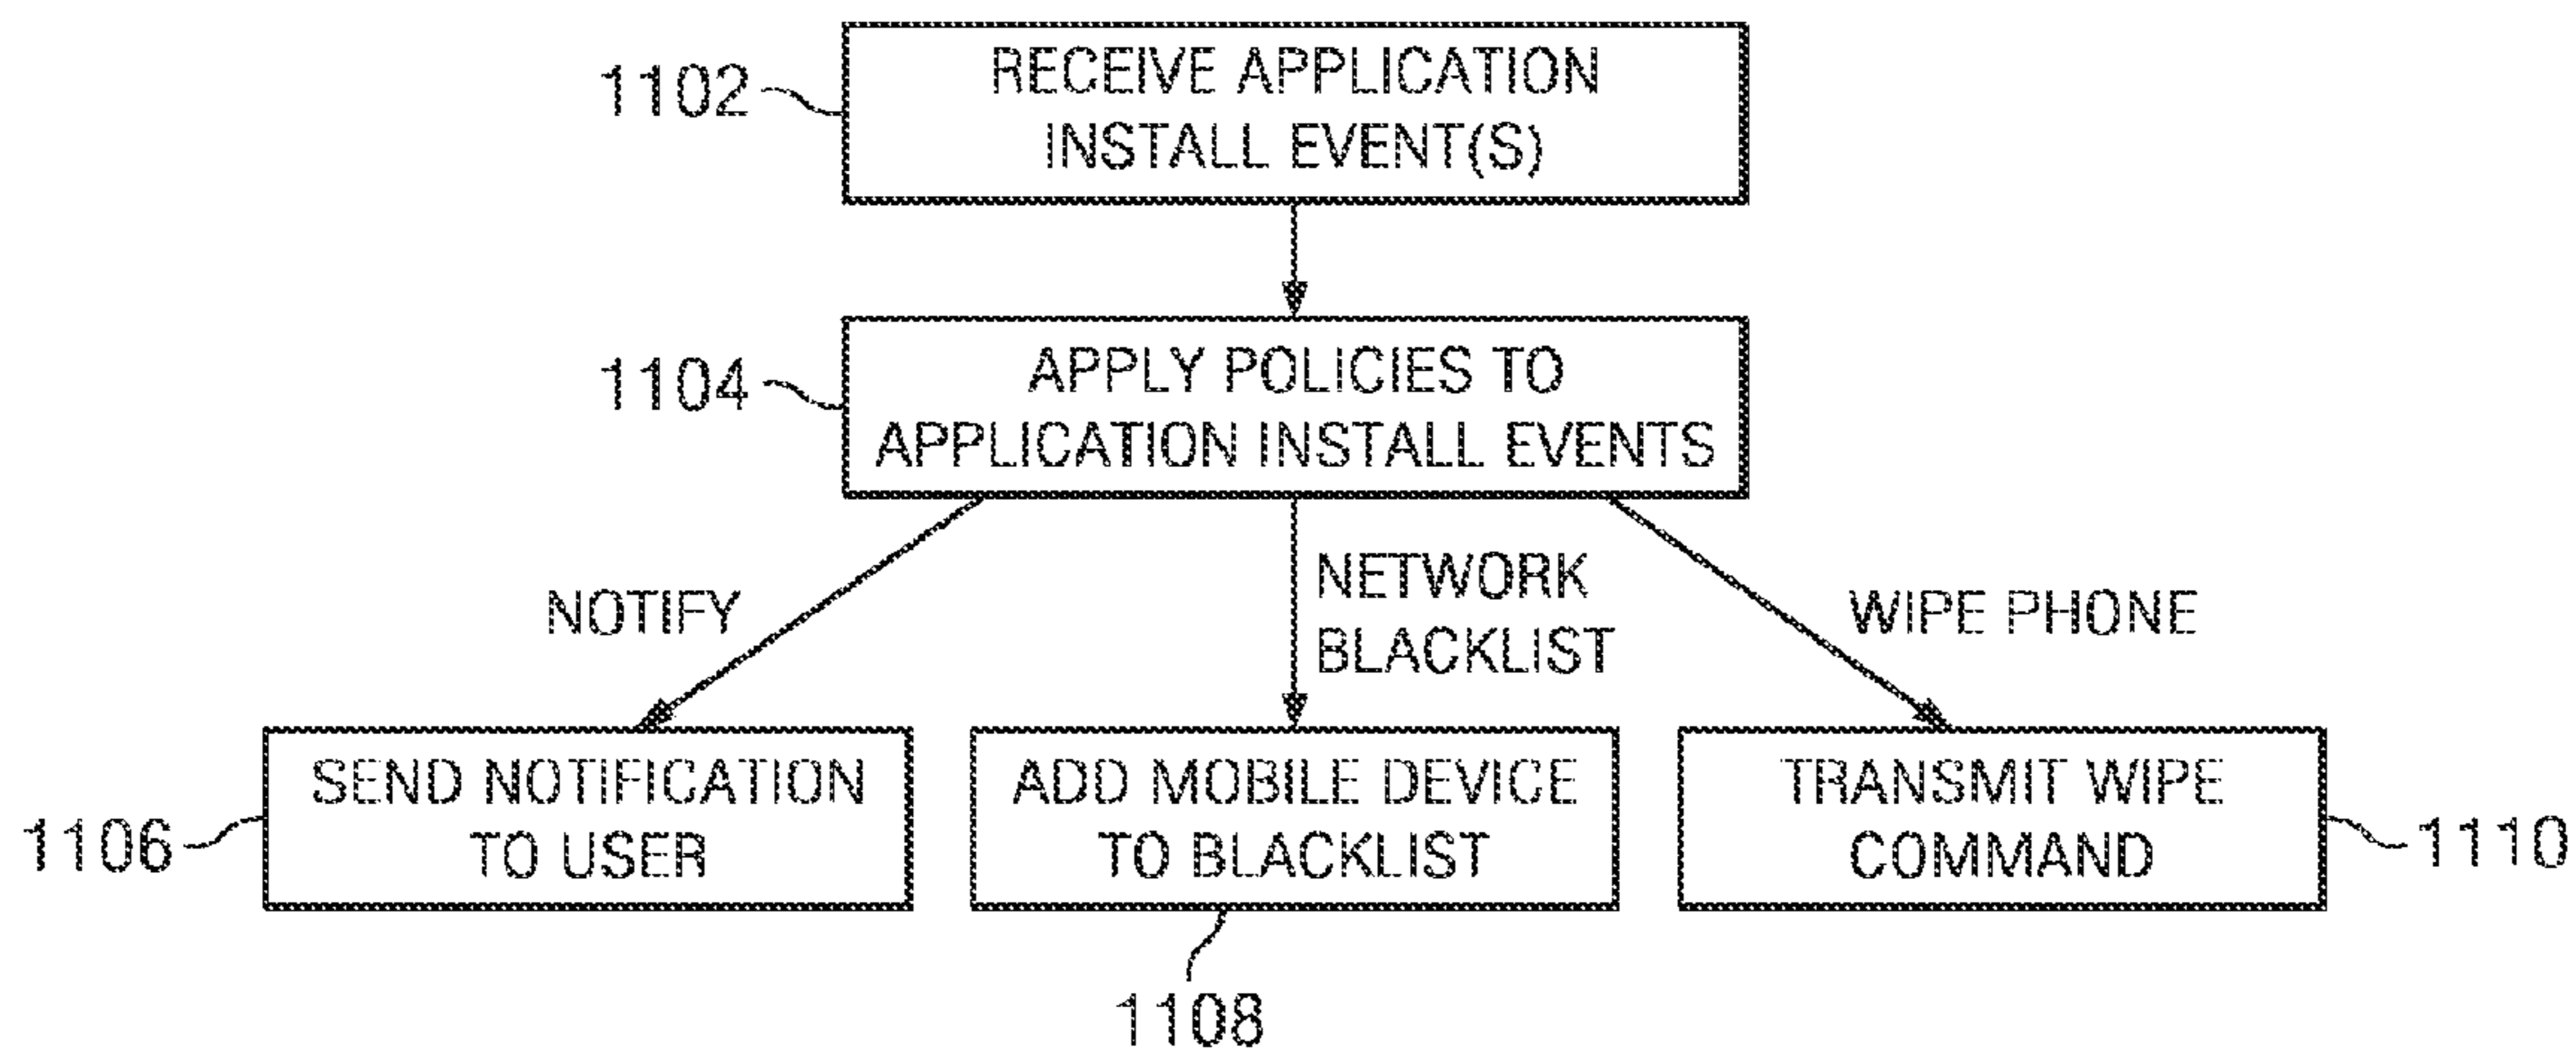 1102
RECEIVE APPLICATION
INSTALL EVENT(S)
1104
APPLY POLICIES TO
APPLICATION INSTALL EVENTS
NOTIFY
NETWORK
BLACKLIST
WIPE PHONE
1106
SEND NOTIFICATION
TO USER
ADD MOBILE DEVICE
TO BLACKLIST
1108
TRANSMIT WIPE
COMMAND
1110